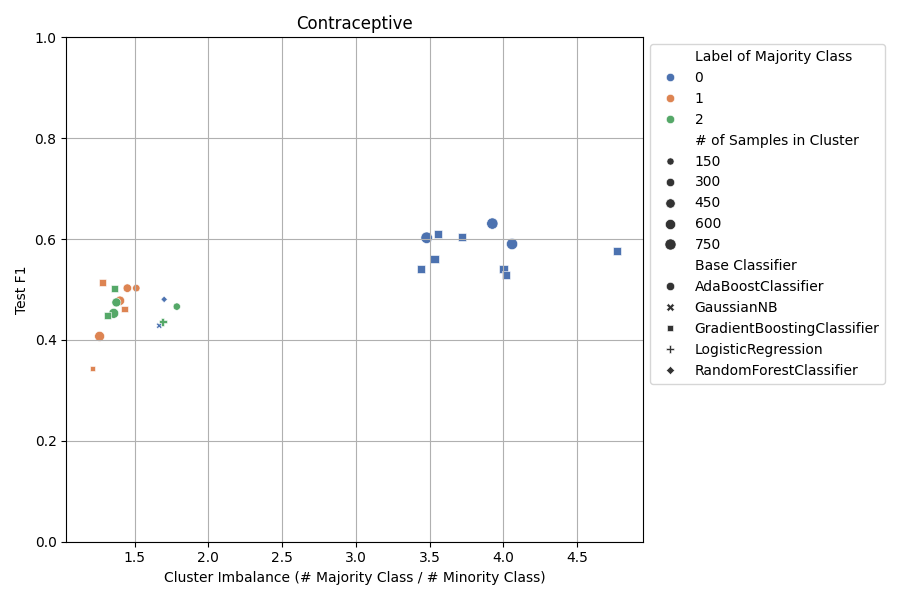 Contraceptive
1.0
0.8
0.6
0.4
0.2
0.0
Test F1
1.5
2.0
2.5
3.0
3.5
4.0
4.5
Cluster Imbalance (# Majority Class / # Minority Class)
Label of Majority Class
0
1
2
# of Samples in Cluster
150
300
450
600
750
Base Classifier
AdaBoostClassifier
GaussianNB
GradientBoostingClassifier
LogisticRegression
RandomForestClassifier